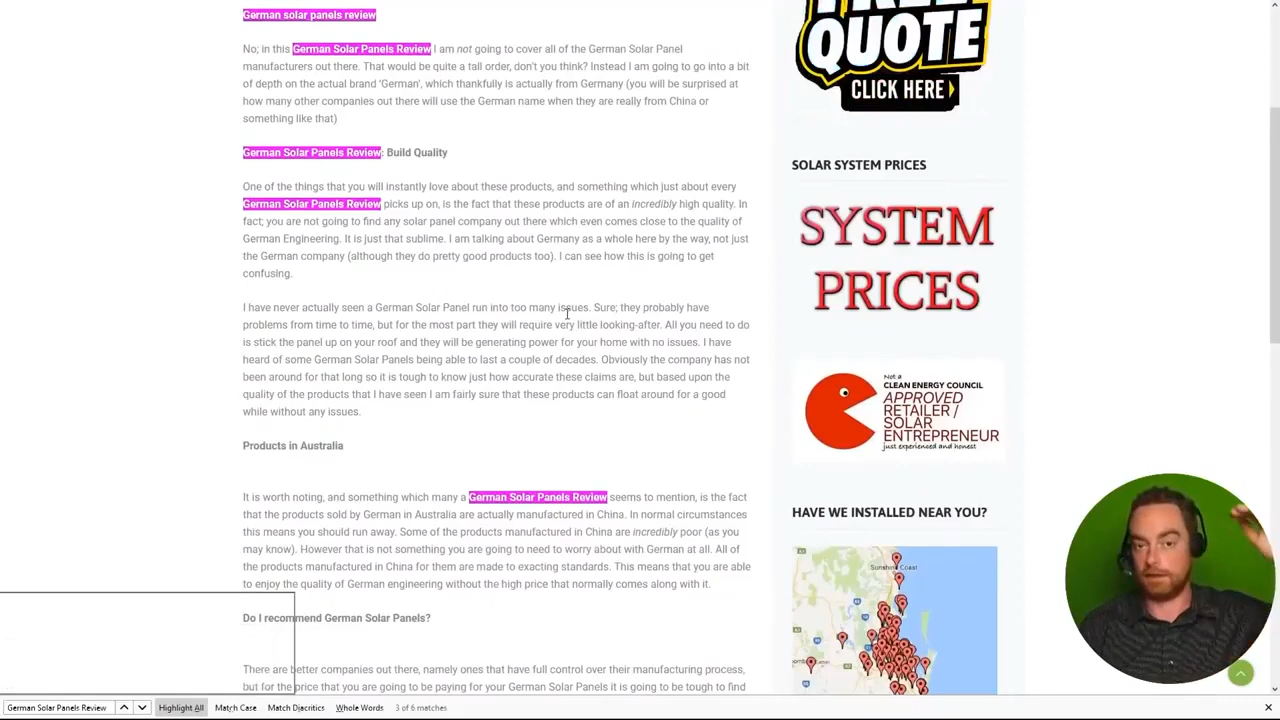 German solar panels review
No; in this German Solar Panels Review I am not going to cover all of the German Solar Panel
manufacturers out there. That would be quite a tall order, don't you think? Instead I am going to go into a bit
of depth on the actual brand 'German', which thankfully is actually from Germany (you will be surprised at
how many other companies out there will use the German name when they are really from China or
something like that)
German Solar Panels Review: Build Quality
One of the things that you will instantly love about these products, and something which just about every
German Solar Panels Review picks up on, is the fact that these products are of an incredibly high quality. In
fact; you are not going to find any solar panel company out there which even comes close to the quality of
German Engineering. It is just that sublime. I am talking about Germany as a whole here by the way, not just
the German company (although they do pretty good products too). I can see how this is going to get
confusing.
I have never actually seen a German Solar Panel run into too many issues. Sure; they probably have
problems from time to time, but for the most part they will require very little looking-after. All you need to do
is stick the panel up on your roof and they will be generating power for your home with no issues. I have
heard of some German Solar Panels being able to last a couple of decades. Obviously the company has not
been around for that long so it is tough to know just how accurate these claims are, but based upon the
quality of the products that I have seen I am fairly sure that these products can float around for a good
while without any issues.
Products in Australia
It is worth noting, and something which many a German Solar Panels Review seems to mention, is the fact
that the products sold by German in Australia are actually manufactured in China. In normal circumstances
this means you should run away. Some of the products manufactured in China are incredibly poor (as you
may know). However that is not something you are going to need to worry about with German at all. All of
the products manufactured in China for them are made to exacting standards. This means that you are able
to enjoy the quality of German engineering without the high price that normally comes along with it.
Do I recommend German Solar Panels?
There are better companies out there, namely ones that have full control over their manufacturing process,
but for the price that you are going to be paying for your German Solar Panels it is going to be tough to find
QUOTE
CLICK HERE
SOLAR SYSTEM PRICES
SYSTEM
PRICES
Not a
CLEAN ENERGY COUNCIL
APPROVED
RETAILER /
SOLAR
ENTREPRENEUR
just experienced and honest
HAVE WE INSTALLED NEAR YOU?
Sunshine Coast
German Solar Panels Review
Highlight All
Match Case
Match Diacritics
Whole Words
3 of 6 matches